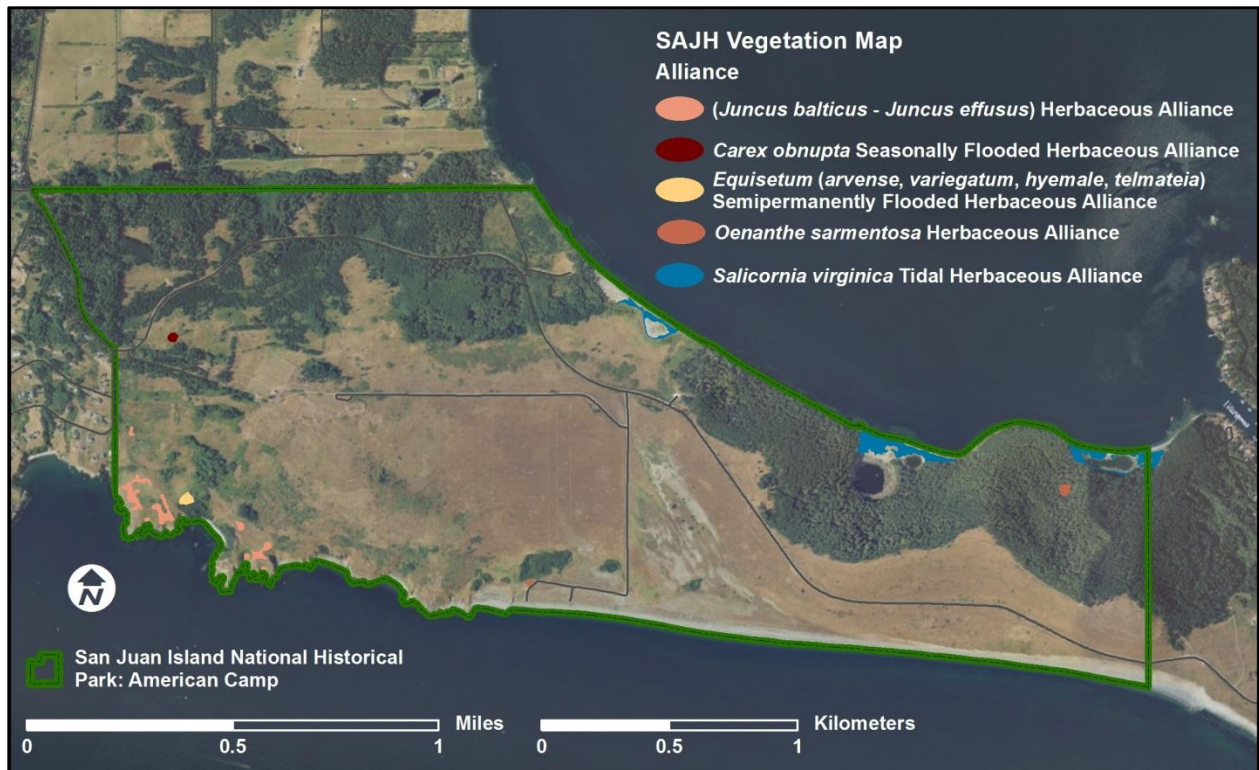 SAJH Vegetation Map
Alliance
(Juncus balticus - Juncus effusus) Herbaceous Alliance
Carex obnupta Seasonally Flooded Herbaceous Alliance
Equisetum (arvense, variegatum, hyemale, telmateia)
Semipermanently Flooded Herbaceous Alliance
Oenanthe sarmentosa Herbaceous Alliance
Salicornia virginica Tidal Herbaceous Alliance
N
San Juan Island National Historical
Park: American Camp
Miles
0 0.5 1
Kilometers
0 0.5 1